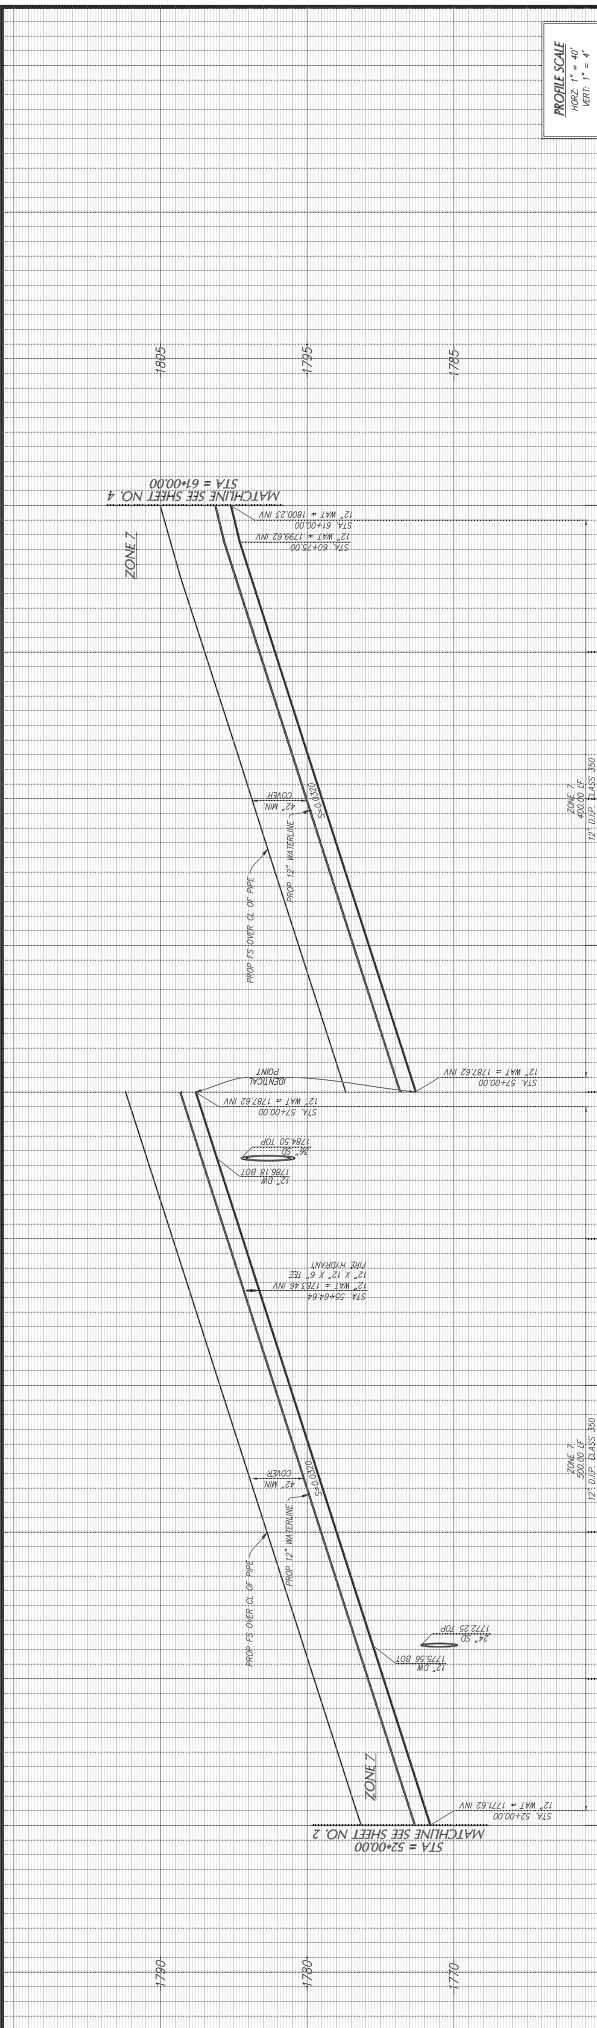 PROFILE SCALE
HORZ: 1" = 40'
VERT: 1" = 4'
1805
1795
1785
MATCHLINE SEE SHEET NO. 4
STA = 61+00.00
ZONE 7
STA. 61+00.00
12" WAT = 1800.23 INV
STA. 60+75.00
12" WAT = 1799.62 INV
42" MIN.
COVER
S=0.0320
PROP 12" WATERLINE
PROP FS OVER CL OF PIPE
ZONE 7
400.00 LF
12" D.I.P. CLASS 350
STA. 57+00.00
12" WAT = 1787.62 INV
IDENTICAL
POINT
STA. 57+00.00
12" WAT = 1787.62 INV
36" SD
1784.50 TOP
12" DW
1786.18 BOT
STA. 55+64.64
12" WAT = 1783.46 INV
12" X 12" X 6" TEE
FIRE HYDRANT
42" MIN.
COVER
S=0.0320
PROP 12" WATERLINE
PROP FS OVER CL OF PIPE
ZONE 7
500.00 LF
12" D.I.P. CLASS 350
24" SD
1772.25 TOP
12" DW
1775.56 BOT
ZONE 7
STA. 52+00.00
12" WAT = 1771.62 INV
MATCHLINE SEE SHEET NO. 2
STA = 52+00.00
1790
1780
1770